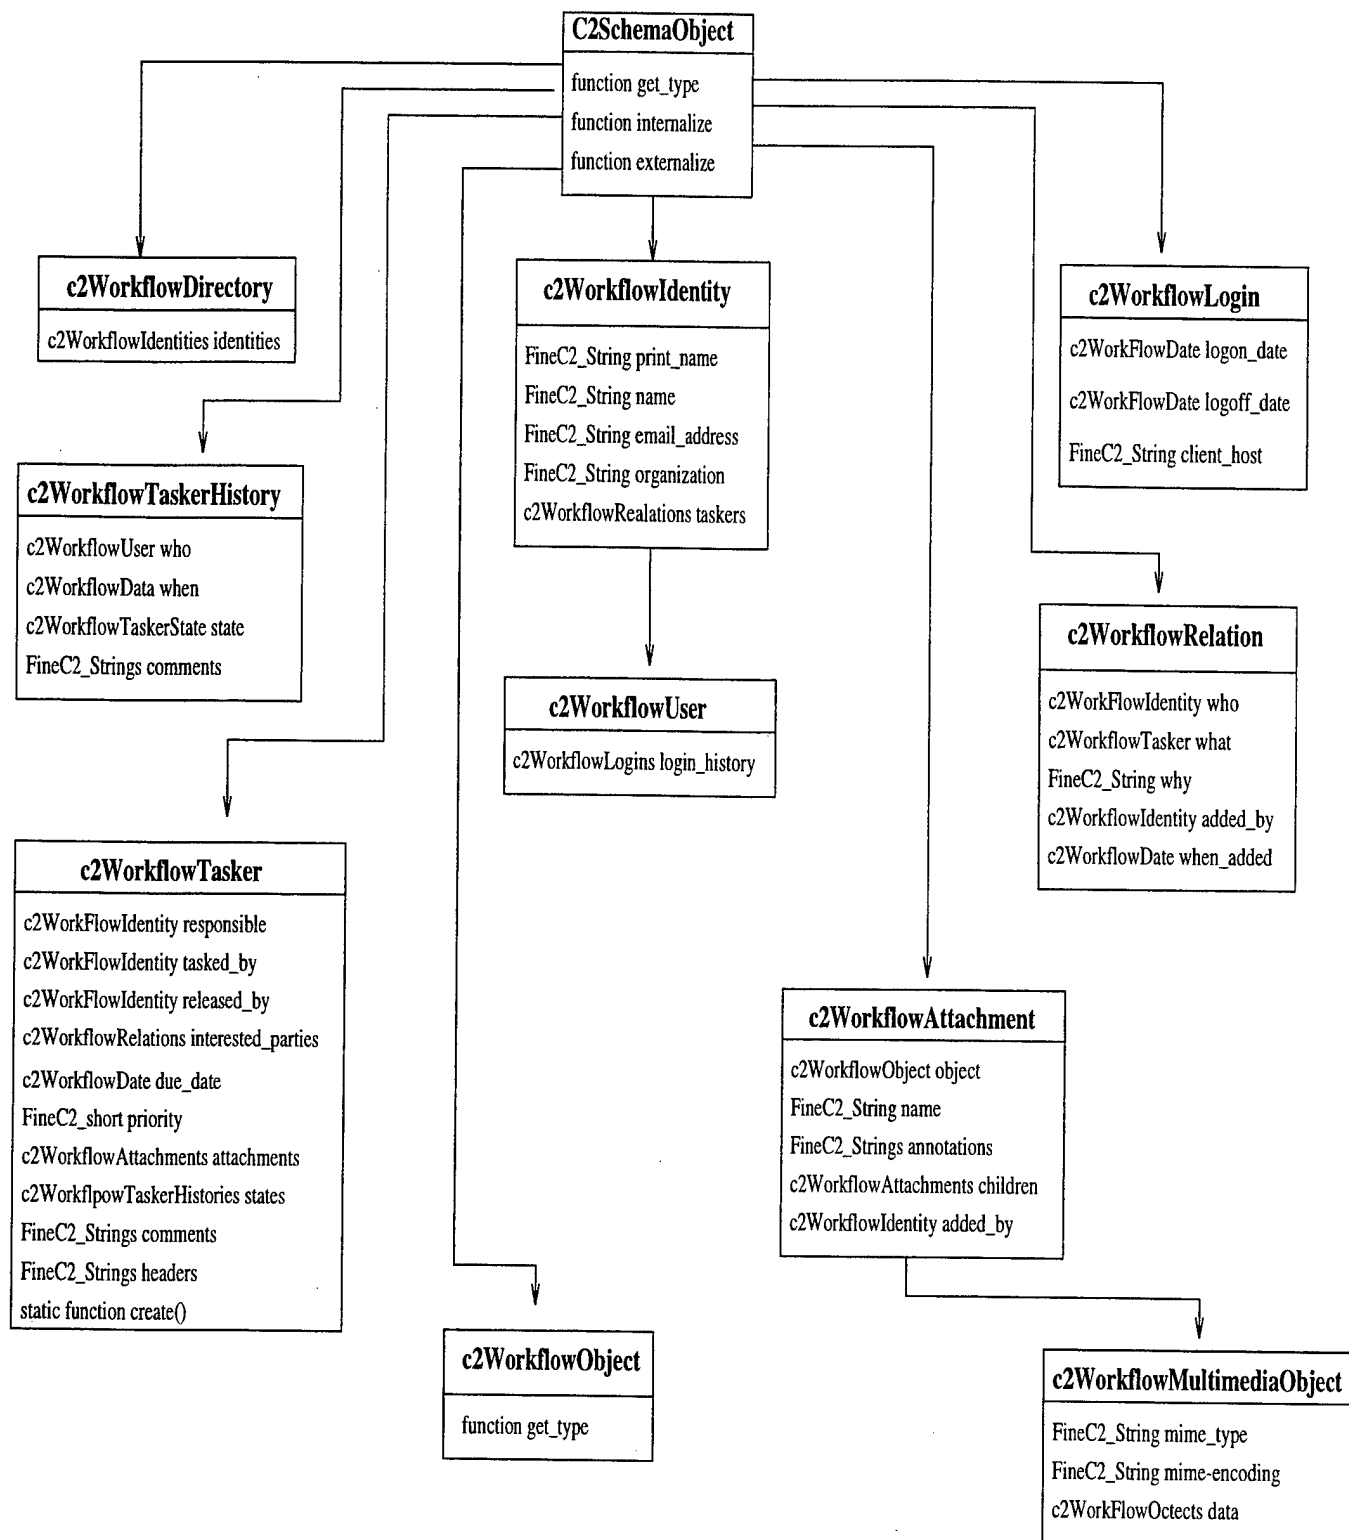 C2SchemaObject
function get_type
function internalize
function externalize
c2WorkflowDirectory
c2WorkflowIdentities identities
c2WorkflowIdentity
FineC2_String print_name
FineC2_String name
FineC2_String email_address
FineC2_String organization
c2WorkflowRealations taskers
c2WorkflowLogin
c2WorkFlowDate logon_date
c2WorkFlowDate logoff_date
FineC2_String client_host
c2WorkflowTaskerHistory
c2WorkflowUser who
c2WorkflowData when
c2WorkflowTaskerState state
FineC2_Strings comments
c2WorkflowUser
c2WorkflowLogins login_history
c2WorkflowRelation
c2WorkFlowIdentity who
c2WorkflowTasker what
FineC2_String why
c2WorkflowIdentity added_by
c2WorkflowDate when_added
c2WorkflowTasker
c2WorkFlowIdentity responsible
c2WorkFlowIdentity tasked_by
c2WorkFlowIdentity released_by
c2WorkflowRelations interested_parties
c2WorkflowDate due_date
FineC2_short priority
c2WorkflowAttachments attachments
c2WorkflpowTaskerHistories states
FineC2_Strings comments
FineC2_Strings headers
static function create()
c2WorkflowAttachment
c2WorkflowObject object
FineC2_String name
FineC2_Strings annotations
c2WorkflowAttachments children
c2WorkflowIdentity added_by
c2WorkflowObject
function get_type
c2WorkflowMultimediaObject
FineC2_String mime_type
FineC2_String mime-encoding
c2WorkFlowOctects data